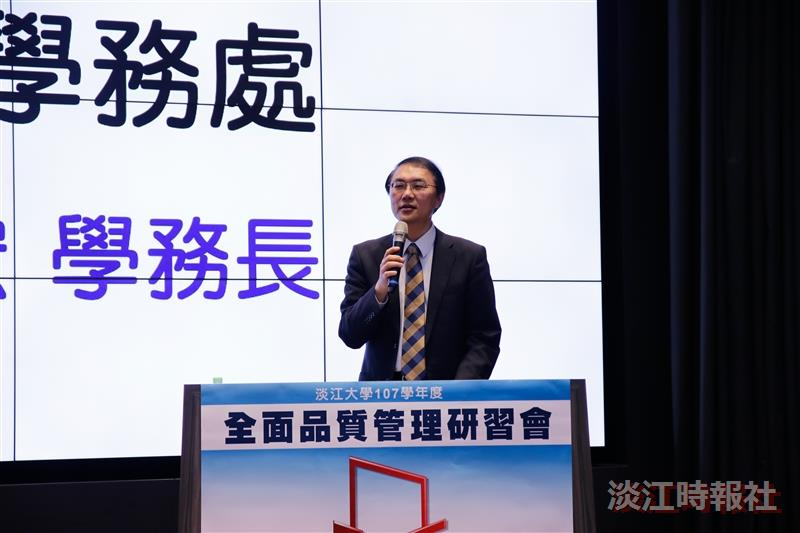 學務處
學務長
淡江大學107學年度
全面品質管理研習會
淡江時報社